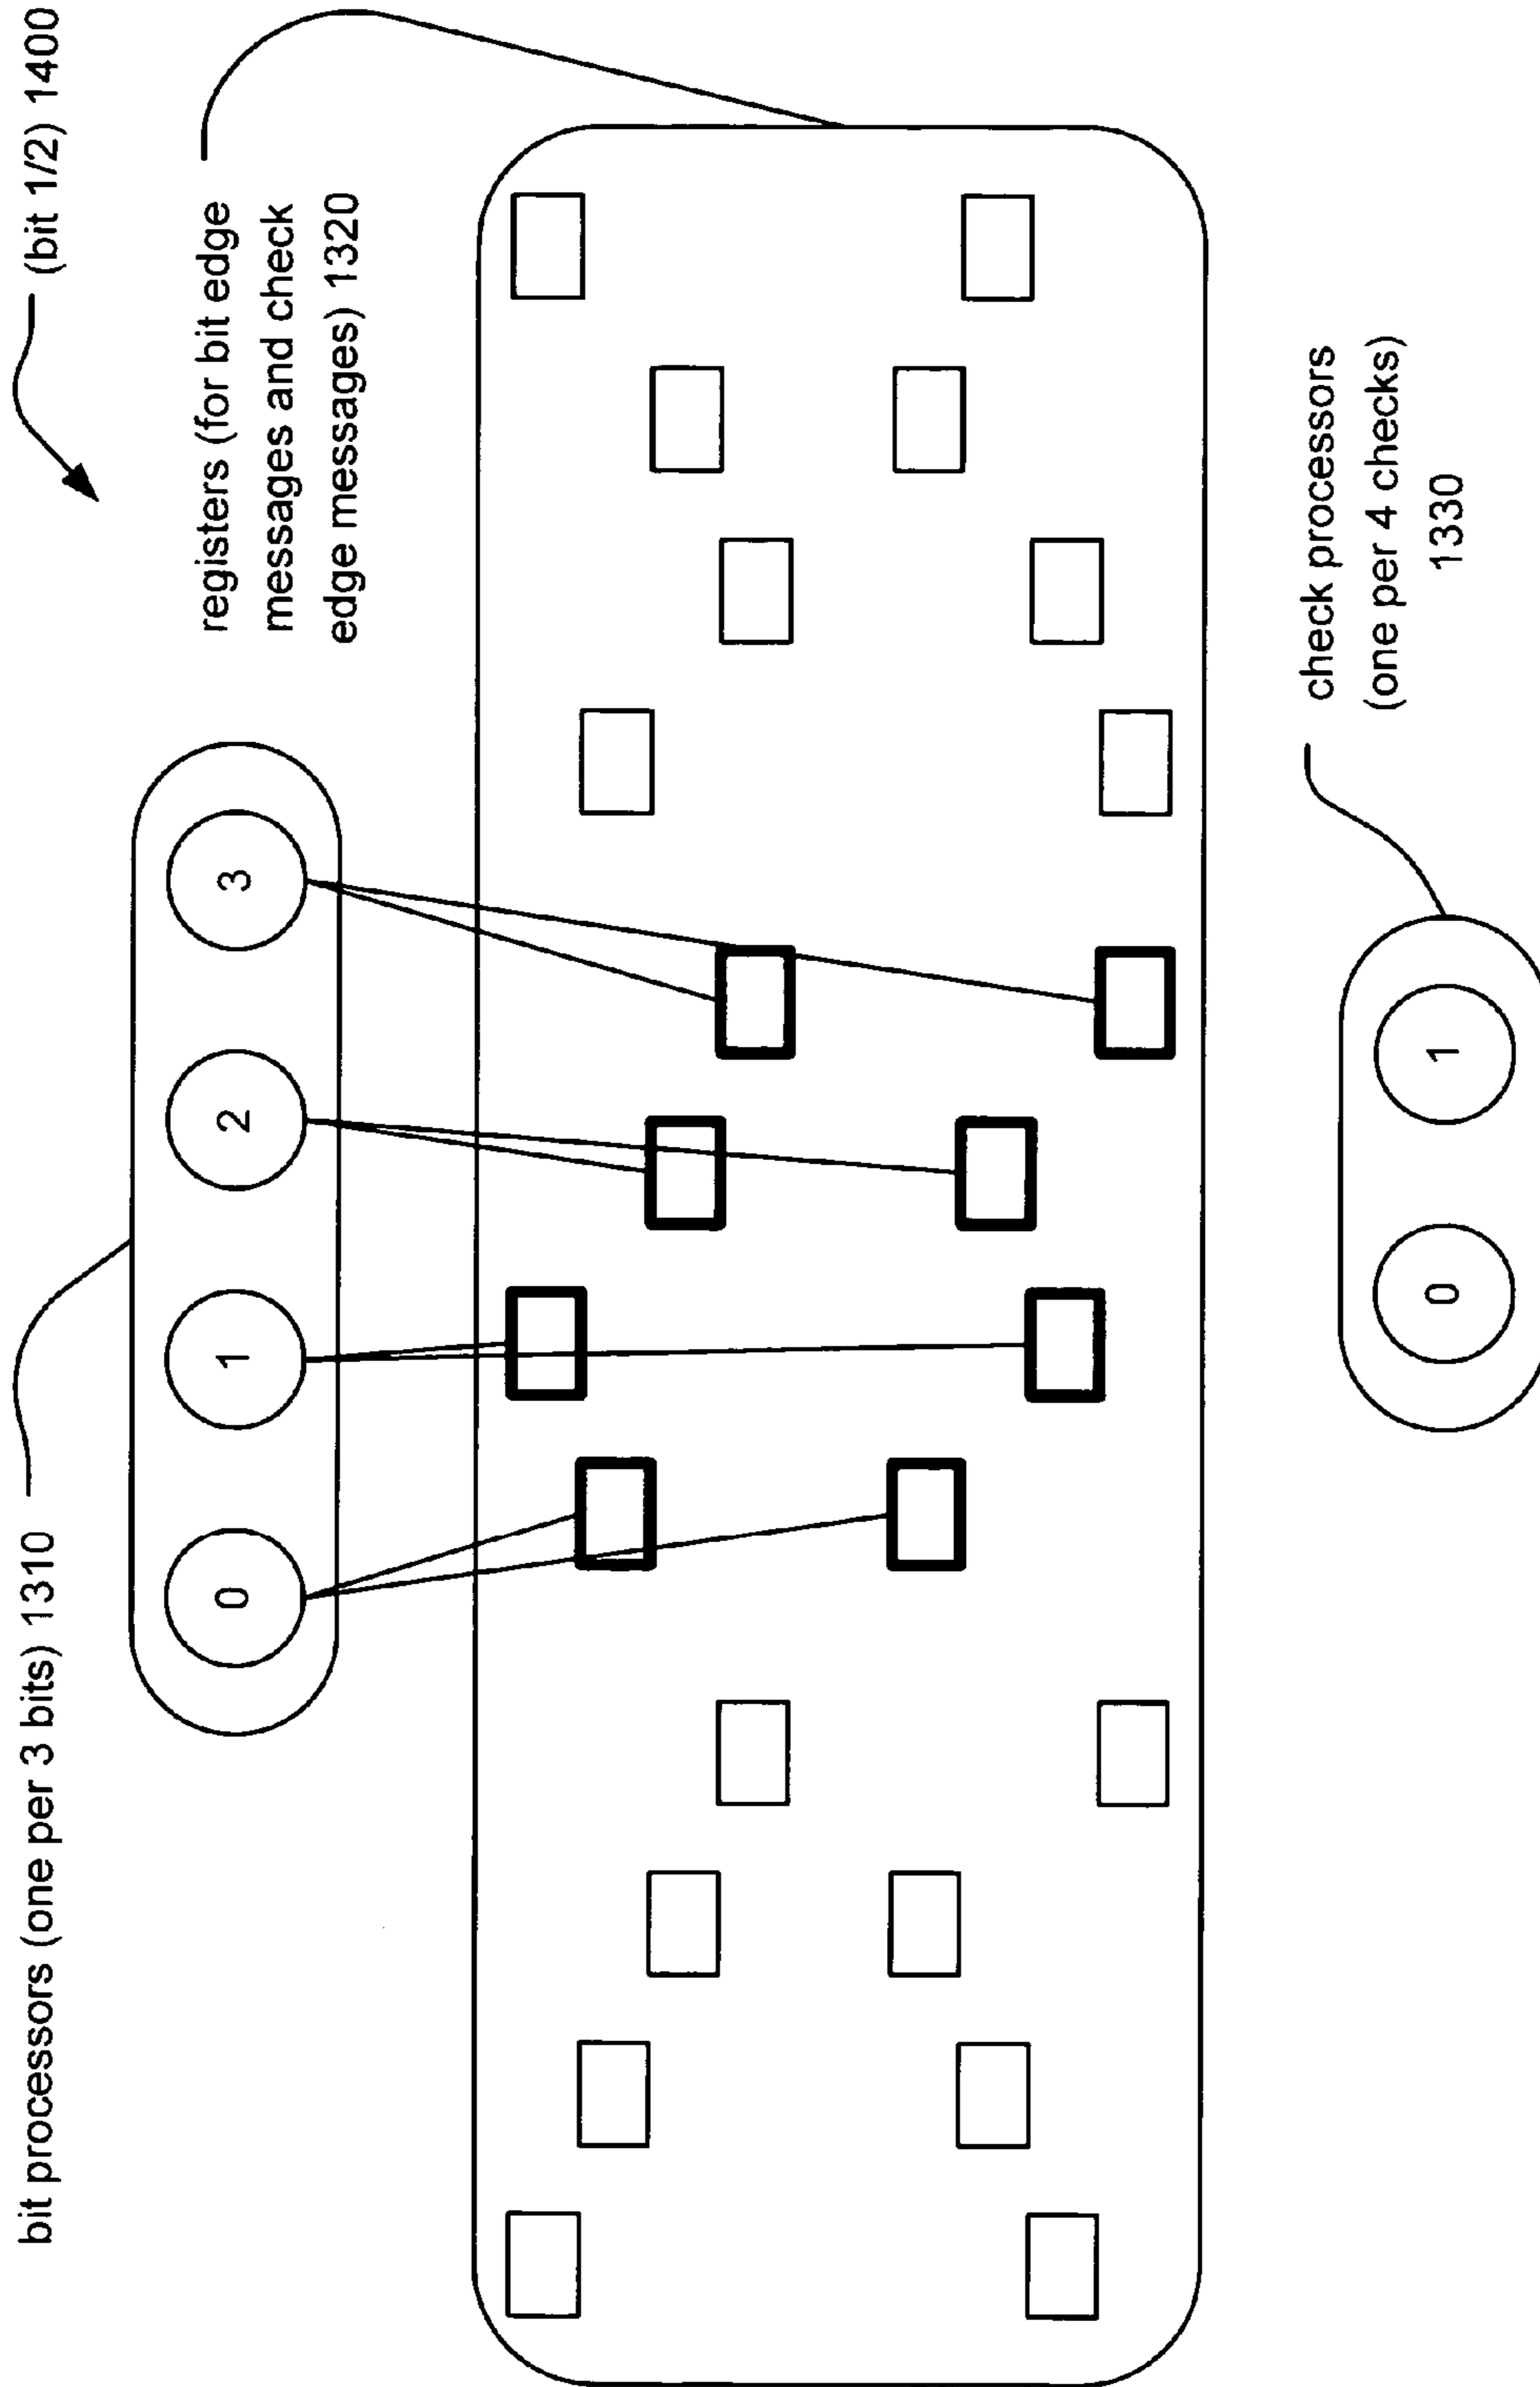 bit processors (one per 3 bits) 1310
(bit 1/2) 1400
registers (for bit edge
messages and check
edge messages) 1320
0
1
2
3
check processors
(one per 4 checks)
1330
0
1